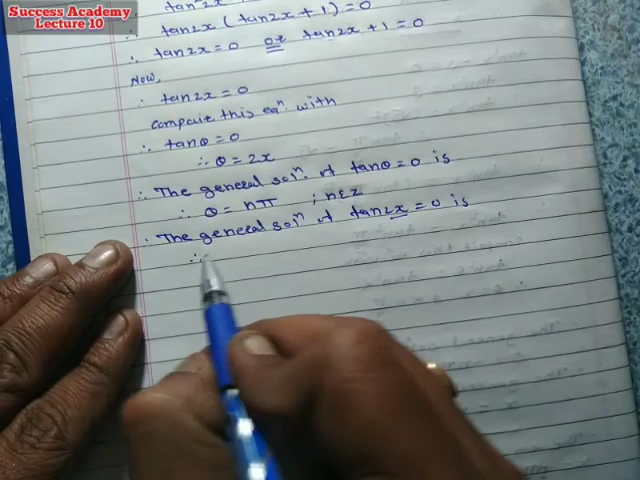 Success Academy
Lecture 10
tan²2x
∴ tan2x (tan2x + 1) = 0
∴ tan2x = 0 or tan2x + 1 = 0
Now,
∴ tan2x = 0
compare this eqⁿ. with
∴ tanθ = 0
∴ θ = 2x
∴ The general solⁿ. of tanθ = 0 is
∴ θ = nπ ; n∈Z
∴ The general solⁿ of tan2x = 0 is
∴